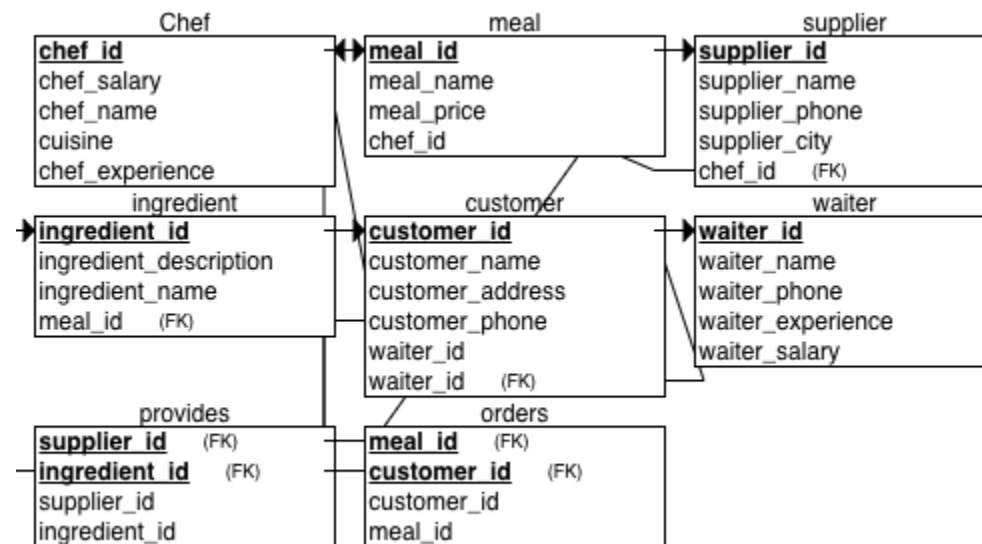 Chef
chef_id
chef_salary
chef_name
cuisine
chef_experience
meal
meal_id
meal_name
meal_price
chef_id
supplier
supplier_id
supplier_name
supplier_phone
supplier_city
chef_id (FK)
ingredient
ingredient_id
ingredient_description
ingredient_name
meal_id (FK)
customer
customer_id
customer_name
customer_address
customer_phone
waiter_id
waiter_id (FK)
waiter
waiter_id
waiter_name
waiter_phone
waiter_experience
waiter_salary
provides
supplier_id (FK)
ingredient_id (FK)
supplier_id
ingredient_id
orders
meal_id (FK)
customer_id (FK)
customer_id
meal_id